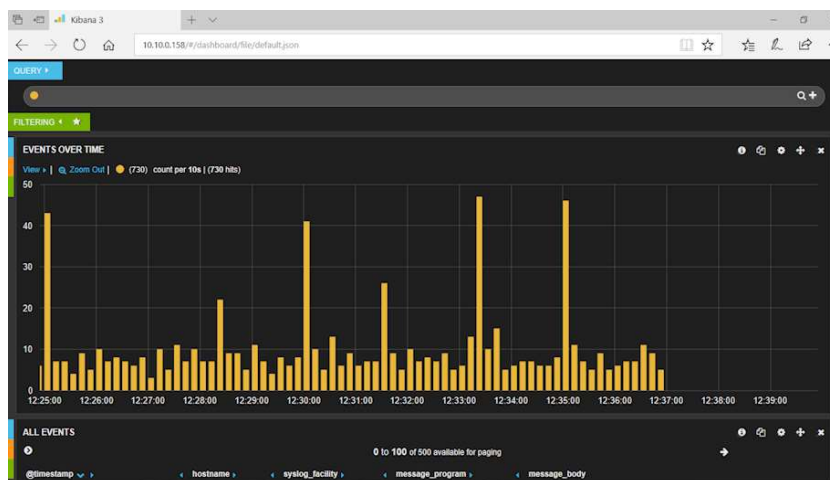 Kibana 3
10.10.0.158/#/dashboard/file/default.json
QUERY
FILTERING
EVENTS OVER TIME
View | Zoom Out | (730) count per 10s | (730 hits)
50
40
30
20
10
0
12:25:00 12:26:00 12:27:00 12:28:00 12:29:00 12:30:00 12:31:00 12:32:00 12:33:00 12:34:00 12:35:00 12:36:00 12:37:00 12:38:00 12:39:00
ALL EVENTS
0 to 100 of 500 available for paging
@timestamp hostname syslog_facility message_program message_body